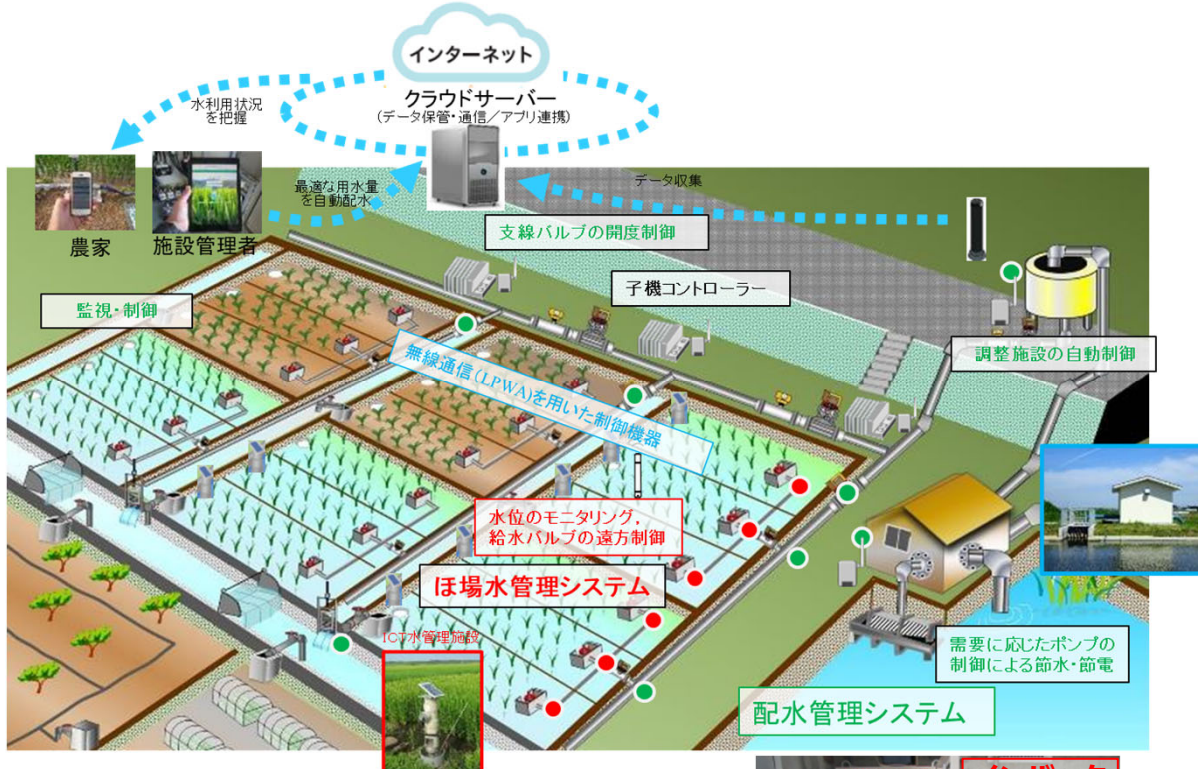 インターネット
クラウドサーバー
(データ保管・通信／アプリ連携)
水利用状況
を把握
最適な用水量
を自動配水
データ収集
農家
施設管理者
支線バルブの開度制御
子機コントローラー
監視・制御
調整施設の自動制御
無線通信(LPWA)を用いた制御機器
水位のモニタリング，
給水バルブの遠方制御
ほ場水管理システム
ICT水管理施設
需要に応じたポンプの
制御による節水・節電
配水管理システム